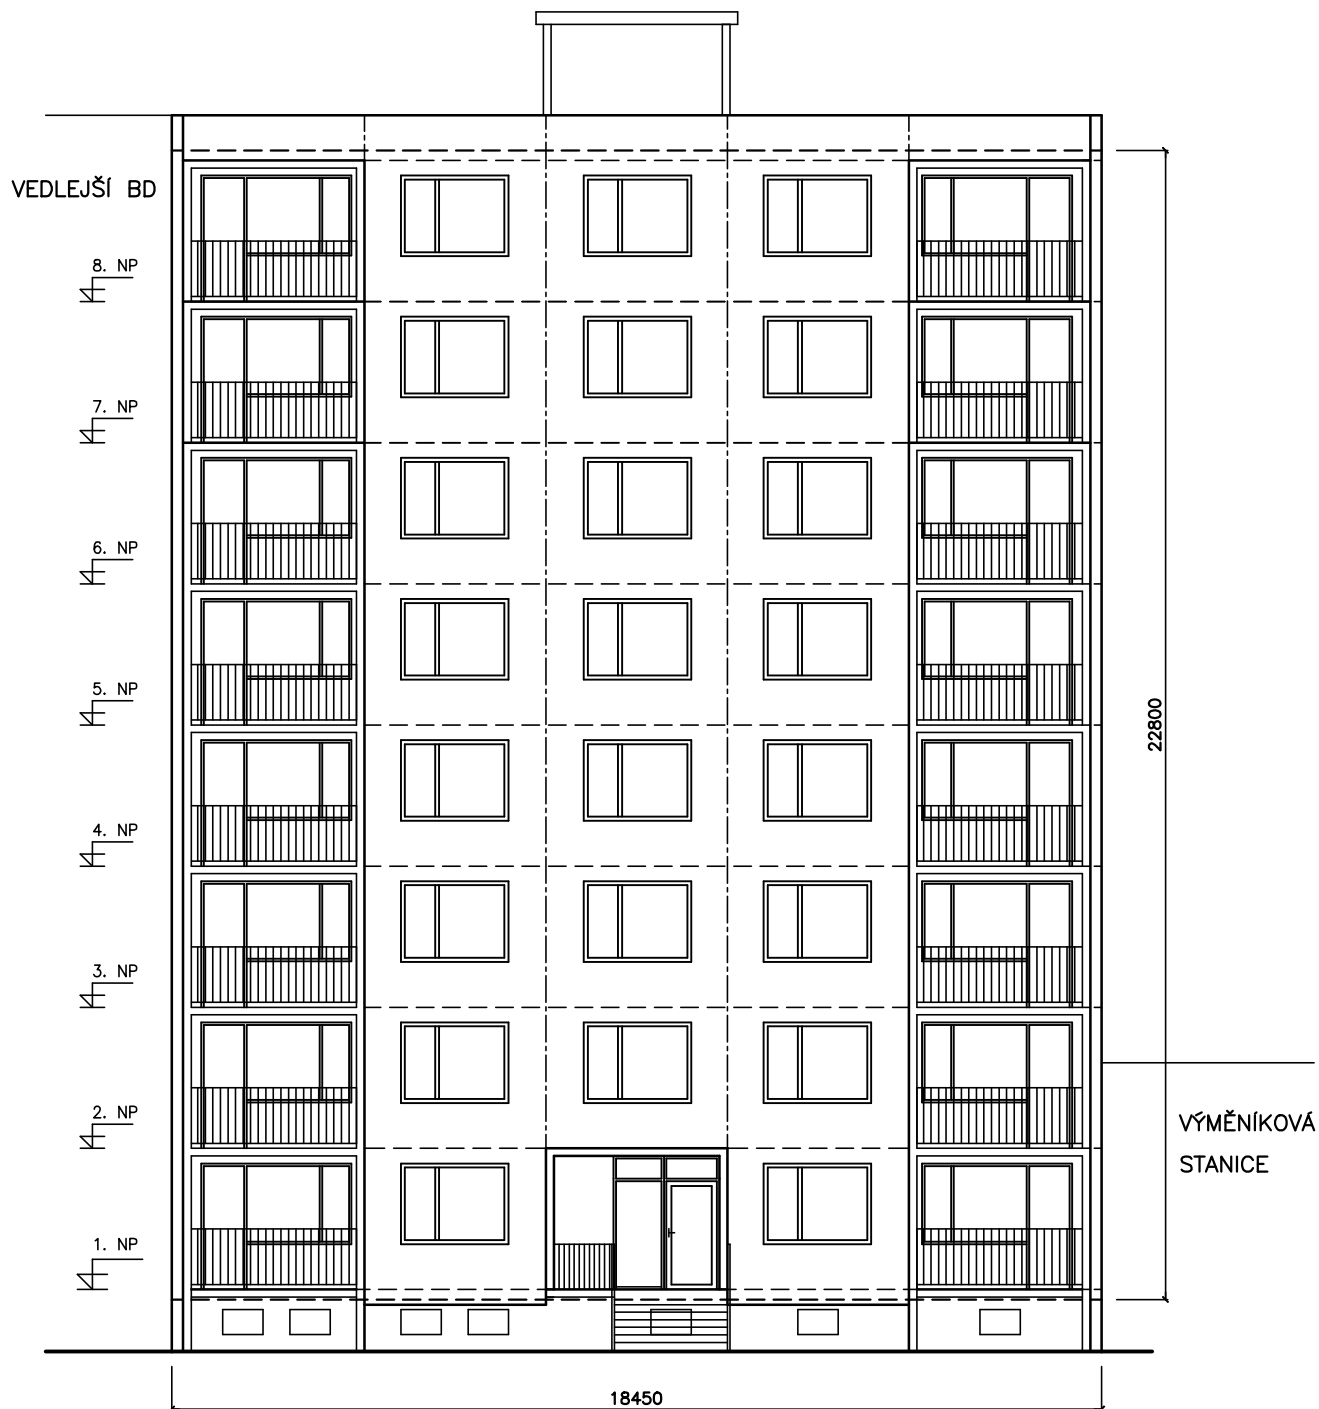 VEDLEJŠÍ BD
8. NP
7. NP
6. NP
5. NP
22800
4. NP
3. NP
2. NP
VÝMĚNÍKOVÁ
STANICE
1. NP
18450